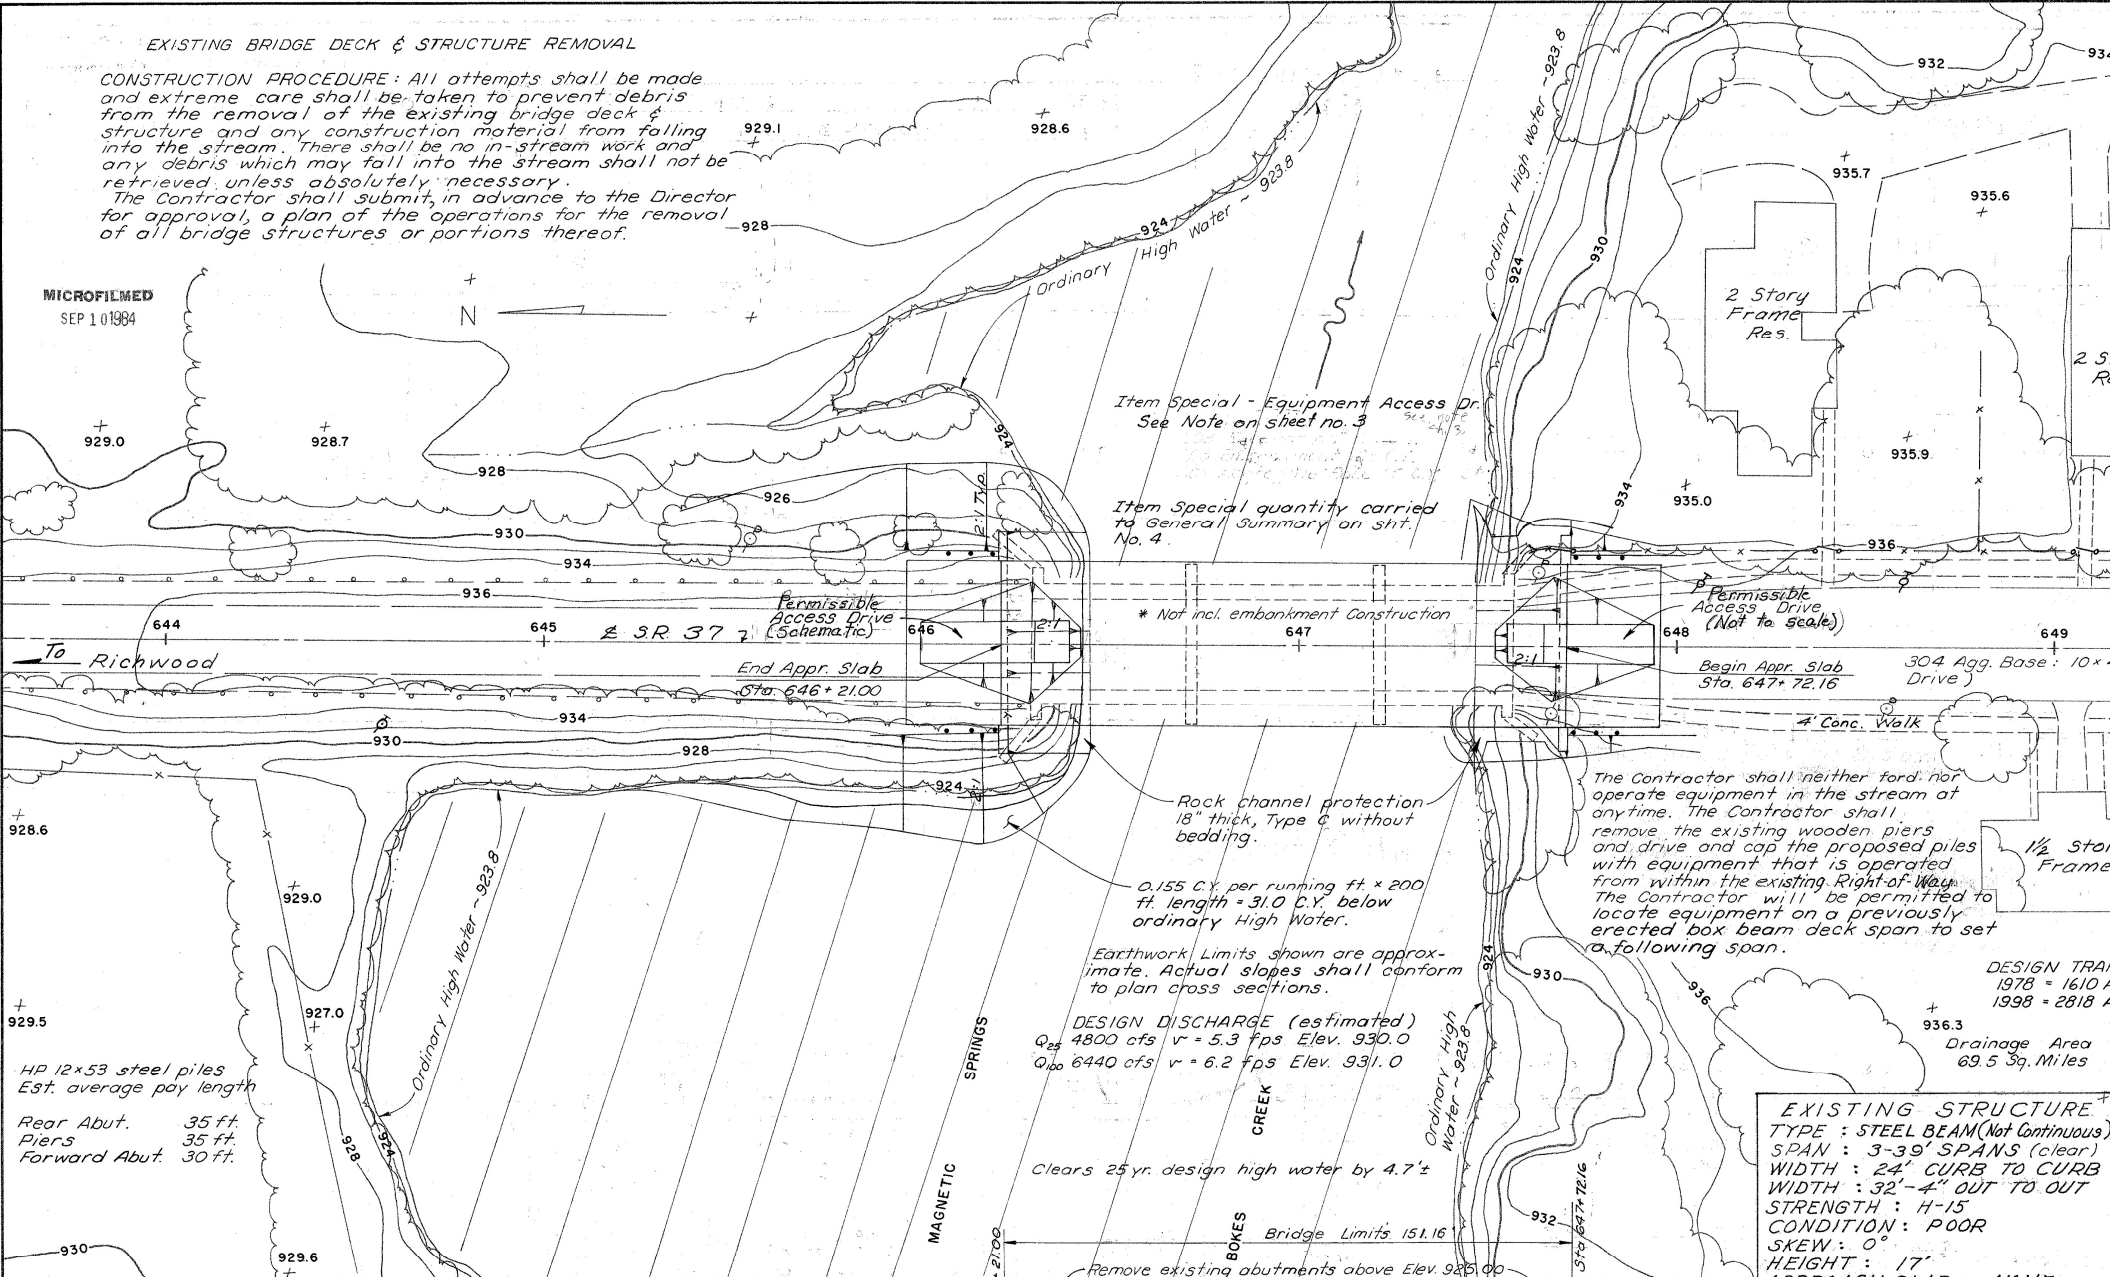 EXISTING BRIDGE DECK & STRUCTURE REMOVAL
CONSTRUCTION PROCEDURE: All attempts shall be made
and extreme care shall be taken to prevent debris
from the removal of the existing bridge deck &
structure and any construction material from falling
into the stream. There shall be no in-stream work and
any debris which may fall into the stream shall not be
retrieved unless absolutely necessary.
The Contractor shall submit, in advance to the Director
for approval, a plan of the operations for the removal
of all bridge structures or portions thereof.
MICROFILMED
SEP 10 1984
N
929.1
928.6
928
924
Ordinary High Water ~ 923.8
Ordinary High Water ~ 923.8
924
930
932
934
935.7
935.6
2 Story
Frame
Res.
2 S
R
929.0
928.7
928
926
924
2:1 Typ.
Item Special - Equipment Access Dr.
See Note on sheet no. 3
Item Special quantity carried
to General Summary on sht.
No. 4
935.9
935.0
934
936
930
934
936
Permissible
Access Drive
(Schematic)
* Not incl. embankment Construction
Permissible
Access Drive
(Not to scale)
644
645
℄ S.R. 37
646
2:1
647
648
649
To Richwood
End Appr. Slab
Sta. 646+21.00
2:1
Begin Appr. Slab
Sta. 647+72.16
304 Agg. Base: 10×
Drive)
4' Conc. Walk
934
930
928
924
2:1
Rock channel protection
18" thick, Type C without
bedding.
The Contractor shall neither ford nor
operate equipment in the stream at
anytime. The Contractor shall
remove the existing wooden piers
and drive and cap the proposed piles
with equipment that is operated
from within the existing Right-of-Way.
The Contractor will be permitted to
locate equipment on a previously
erected box beam deck span to set
a following span.
1½ Sto
Frame
928.6
929.0
Ordinary High Water ~ 923.8
0.155 C.Y. per running ft. × 200
ft. length = 31.0 C.Y. below
ordinary High Water.
Earthwork Limits shown are approx-
imate. Actual slopes shall conform
to plan cross sections.
924
930
936
DESIGN TRA
1978 = 1610 A
1998 = 2818 A
929.5
927.0
DESIGN DISCHARGE (estimated)
Q25 4800 cfs v = 5.3 fps Elev. 930.0
Q100 6440 cfs v = 6.2 fps Elev. 931.0
Ordinary High
Water ~ 923.8
936.3
Drainage Area
69.5 Sq. Miles
HP 12×53 steel piles
Est. average pay length
Rear Abut. 35 ft.
Piers 35 ft.
Forward Abut. 30 ft.
928
924
MAGNETIC SPRINGS
BOKES CREEK
Clears 25 yr. design high water by 4.7'±
Bridge Limits 151.16
+ 21.00
Sta 647+72.16
Remove existing abutments above Elev. 925.00
932
930
929.6
EXISTING STRUCTURE
TYPE : STEEL BEAM (Not Continuous)
SPAN : 3-39' SPANS (clear)
WIDTH : 24' CURB TO CURB
WIDTH : 32'-4" OUT TO OUT
STRENGTH : H-15
CONDITION : POOR
SKEW : 0°
HEIGHT : 17'